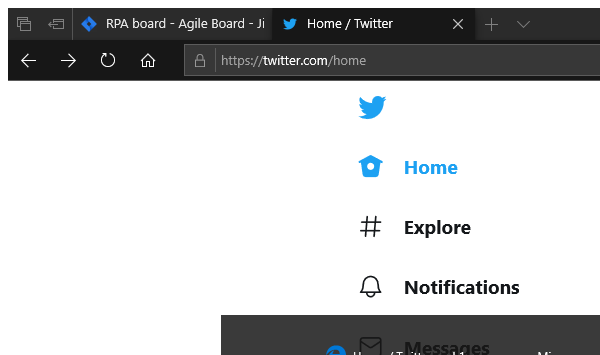 RPA board - Agile Board - Ji
Home / Twitter
https://twitter.com/home
Home
Explore
Notifications
Messages